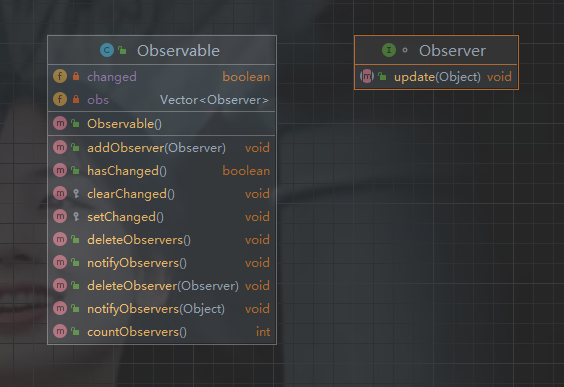 Observable
changed boolean
obs Vector<Observer>
Observable()
addObserver(Observer) void
hasChanged() boolean
clearChanged() void
setChanged() void
deleteObservers() void
notifyObservers() void
deleteObserver(Observer) void
notifyObservers(Object) void
countObservers() int
Observer
update(Object) void